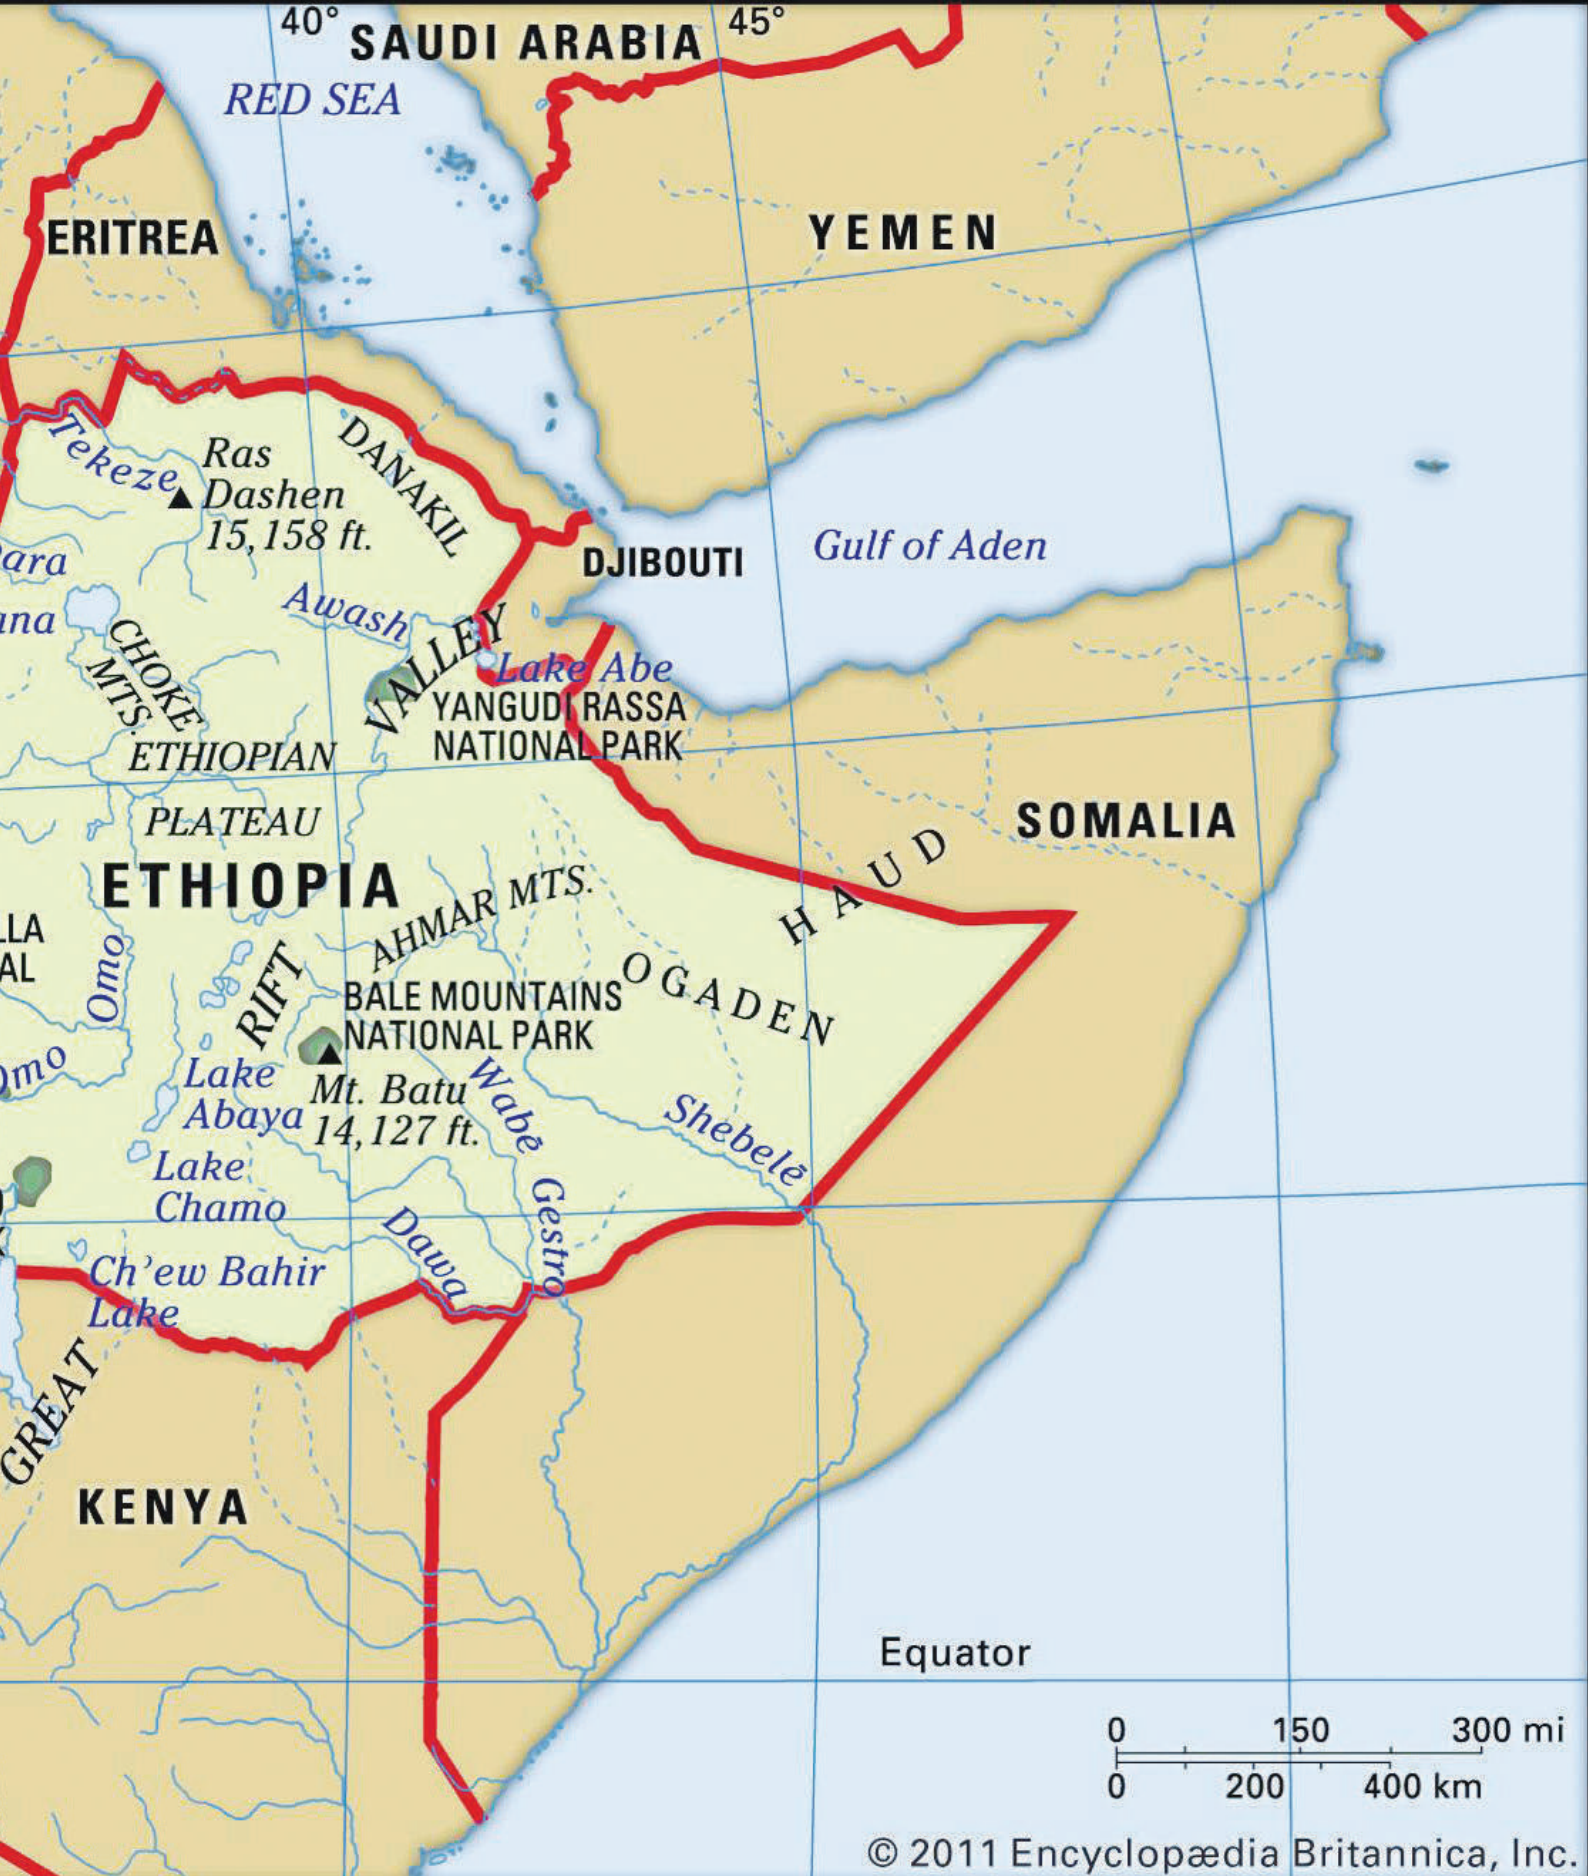 40°
45°
SAUDI ARABIA
RED SEA
YEMEN
ERITREA
DANAKIL
Tekeze
Ras
Dashen
15,158 ft.
Gulf of Aden
DJIBOUTI
Awash
VALLEY
CHOKE
MTS.
Lake Abe
YANGUDI RASSA
NATIONAL PARK
ETHIOPIAN
PLATEAU
SOMALIA
HAUD
ETHIOPIA
AHMAR MTS.
Omo
RIFT
OGADEN
BALE MOUNTAINS
NATIONAL PARK
Omo
Lake
Abaya
Mt. Batu
14,127 ft.
Wabē
Shebelē
Gestro
Lake
Chamo
Dawa
Ch’ew Bahir
Lake
GREAT
KENYA
Equator
0 150 300 mi
0 200 400 km
© 2011 Encyclopædia Britannica, Inc.